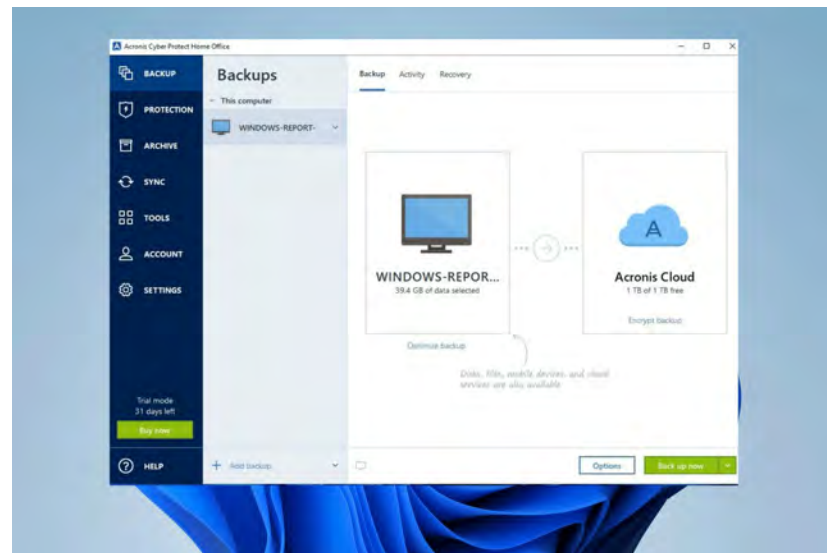 Acronis Cyber Protect Home Office
BACKUP
PROTECTION
ARCHIVE
SYNC
TOOLS
ACCOUNT
SETTINGS
Trial mode
31 days left
Buy now
HELP
Backups
This computer
WINDOWS-REPORT-
Add backup
Backup Activity Recovery
WINDOWS-REPOR...
39.4 GB of data selected
Optimize backup
Acronis Cloud
1 TB of 1 TB free
Encrypt backup
Disks, files, mobile devices, and cloud
services are also available
Options
Back up now